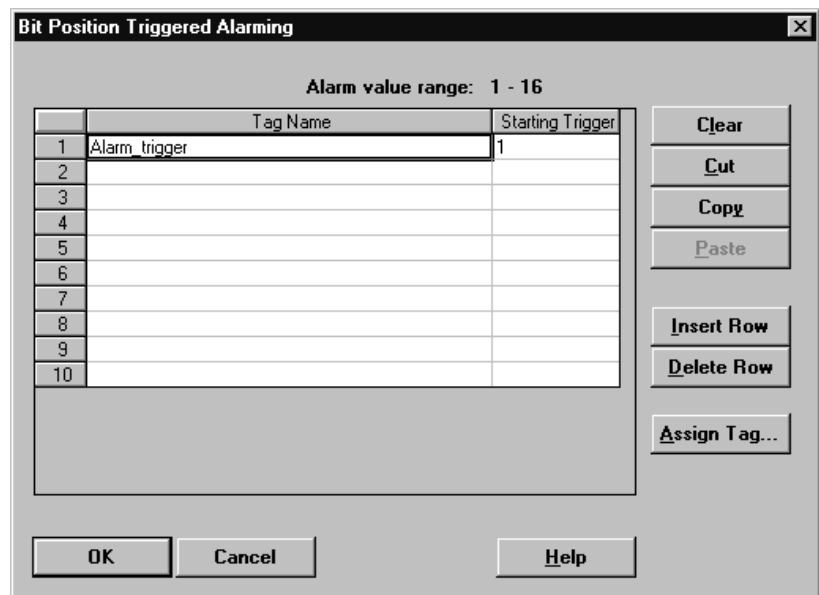 Bit Position Triggered Alarming
Alarm value range: 1 - 16
Tag Name Starting Trigger
1 Alarm_trigger 1
2
3
4
5
6
7
8
9
10
Clear
Cut
Copy
Paste
Insert Row
Delete Row
Assign Tag...
OK Cancel Help